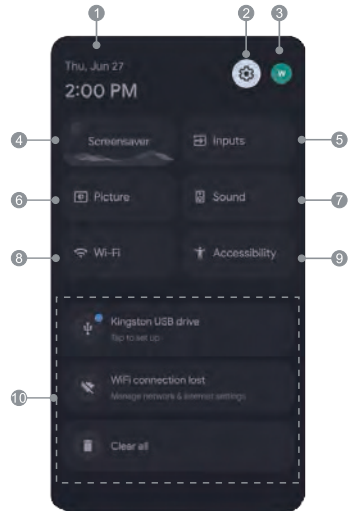 1
2
3
Thu, Jun 27
2:00 PM
W
4
Screensaver
Inputs
5
6
Picture
Sound
7
8
Wi-Fi
Accessibility
9
Kingston USB drive
Tap to set up
10
WiFi connection lost
Manage network & internet settings
Clear all